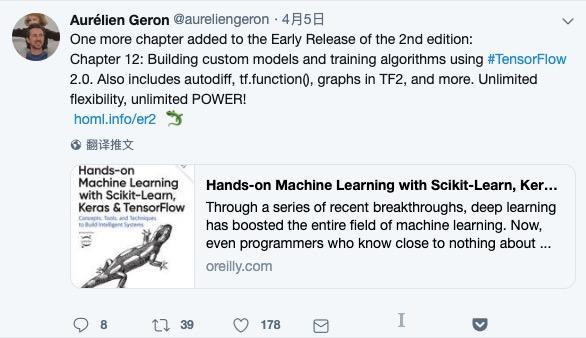 Aurélien Geron @aureliengeron · 4月5日
One more chapter added to the Early Release of the 2nd edition:
Chapter 12: Building custom models and training algorithms using #TensorFlow
2.0. Also includes autodiff, tf.function(), graphs in TF2, and more. Unlimited
flexibility, unlimited POWER!
homl.info/er2
翻译推文
Hands-on
Machine Learning
with Scikit-Learn,
Keras & TensorFlow
Concepts, Tools, and Techniques
to Build Intelligent Systems
Hands-on Machine Learning with Scikit-Learn, Ker...
Through a series of recent breakthroughs, deep learning
has boosted the entire field of machine learning. Now,
even programmers who know close to nothing about ...
oreilly.com
8 39 178